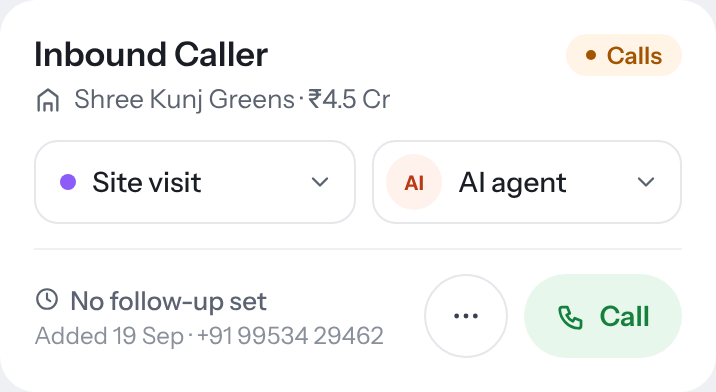 Inbound Caller
Calls
Shree Kunj Greens · ₹4.5 Cr
Site visit
AI AI agent
No follow-up set
Added 19 Sep · +91 99534 29462
Call